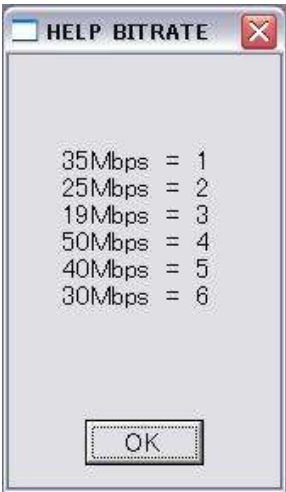 HELP BITRATE
35Mbps = 1
25Mbps = 2
19Mbps = 3
50Mbps = 4
40Mbps = 5
30Mbps = 6
OK